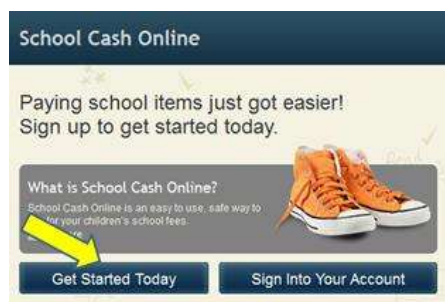 School Cash Online
Paying school items just got easier!
Sign up to get started today.
What is School Cash Online?
School Cash Online is an easy to use, safe way to
for your children's school fees.
Get Started Today
Sign Into Your Account